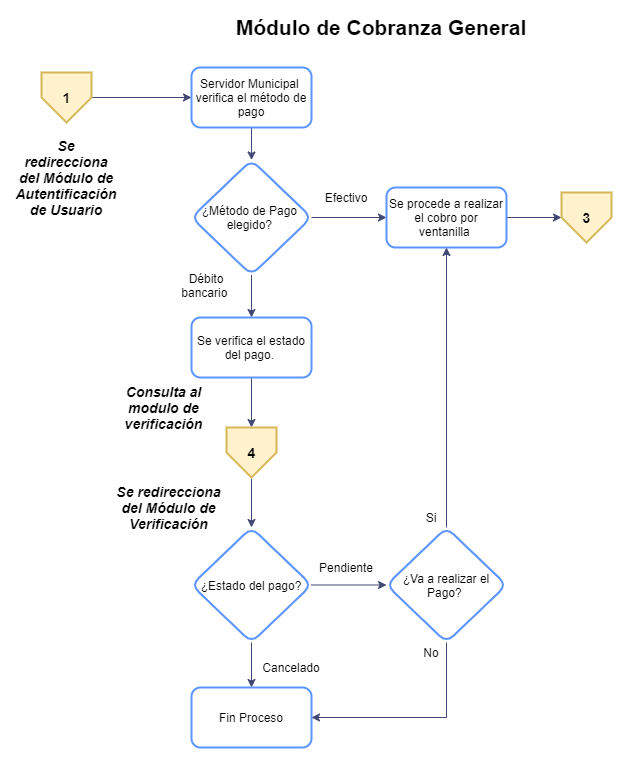 Módulo de Cobranza General
1
Servidor Municipal
verifica el método de
pago
Se
redirecciona
del Módulo de
Autentificación
de Usuario
¿Método de Pago
elegido?
Efectivo
Se procede a realizar
el cobro por
ventanilla
3
Débito
bancario
Se verifica el estado
del pago.
Consulta al
modulo de
verificación
4
Se redirecciona
del Módulo de
Verificación
¿Estado del pago?
Pendiente
¿Va a realizar el
Pago?
Si
No
Cancelado
Fin Proceso